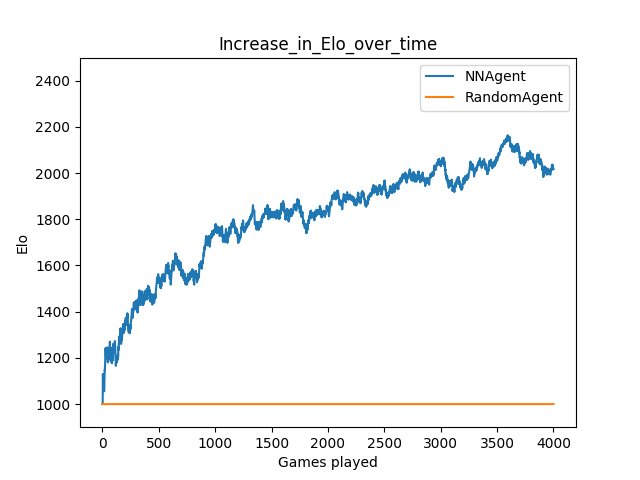 Increase_in_Elo_over_time
NNAgent
RandomAgent
2400
2200
2000
1800
1600
1400
1200
1000
Elo
0 500 1000 1500 2000 2500 3000 3500 4000
Games played